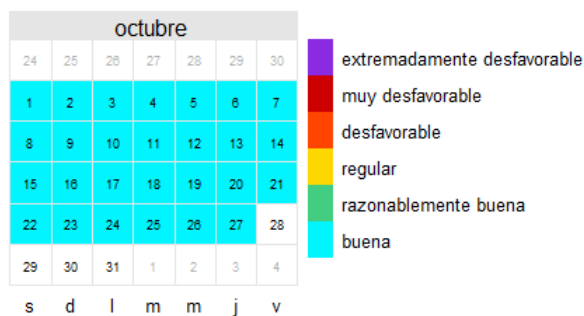 octubre
24 25 26 27 28 29 30
1 2 3 4 5 6 7
8 9 10 11 12 13 14
15 16 17 18 19 20 21
22 23 24 25 26 27 28
29 30 31 1 2 3 4
s d l m m j v
extremadamente desfavorable
muy desfavorable
desfavorable
regular
razonablemente buena
buena